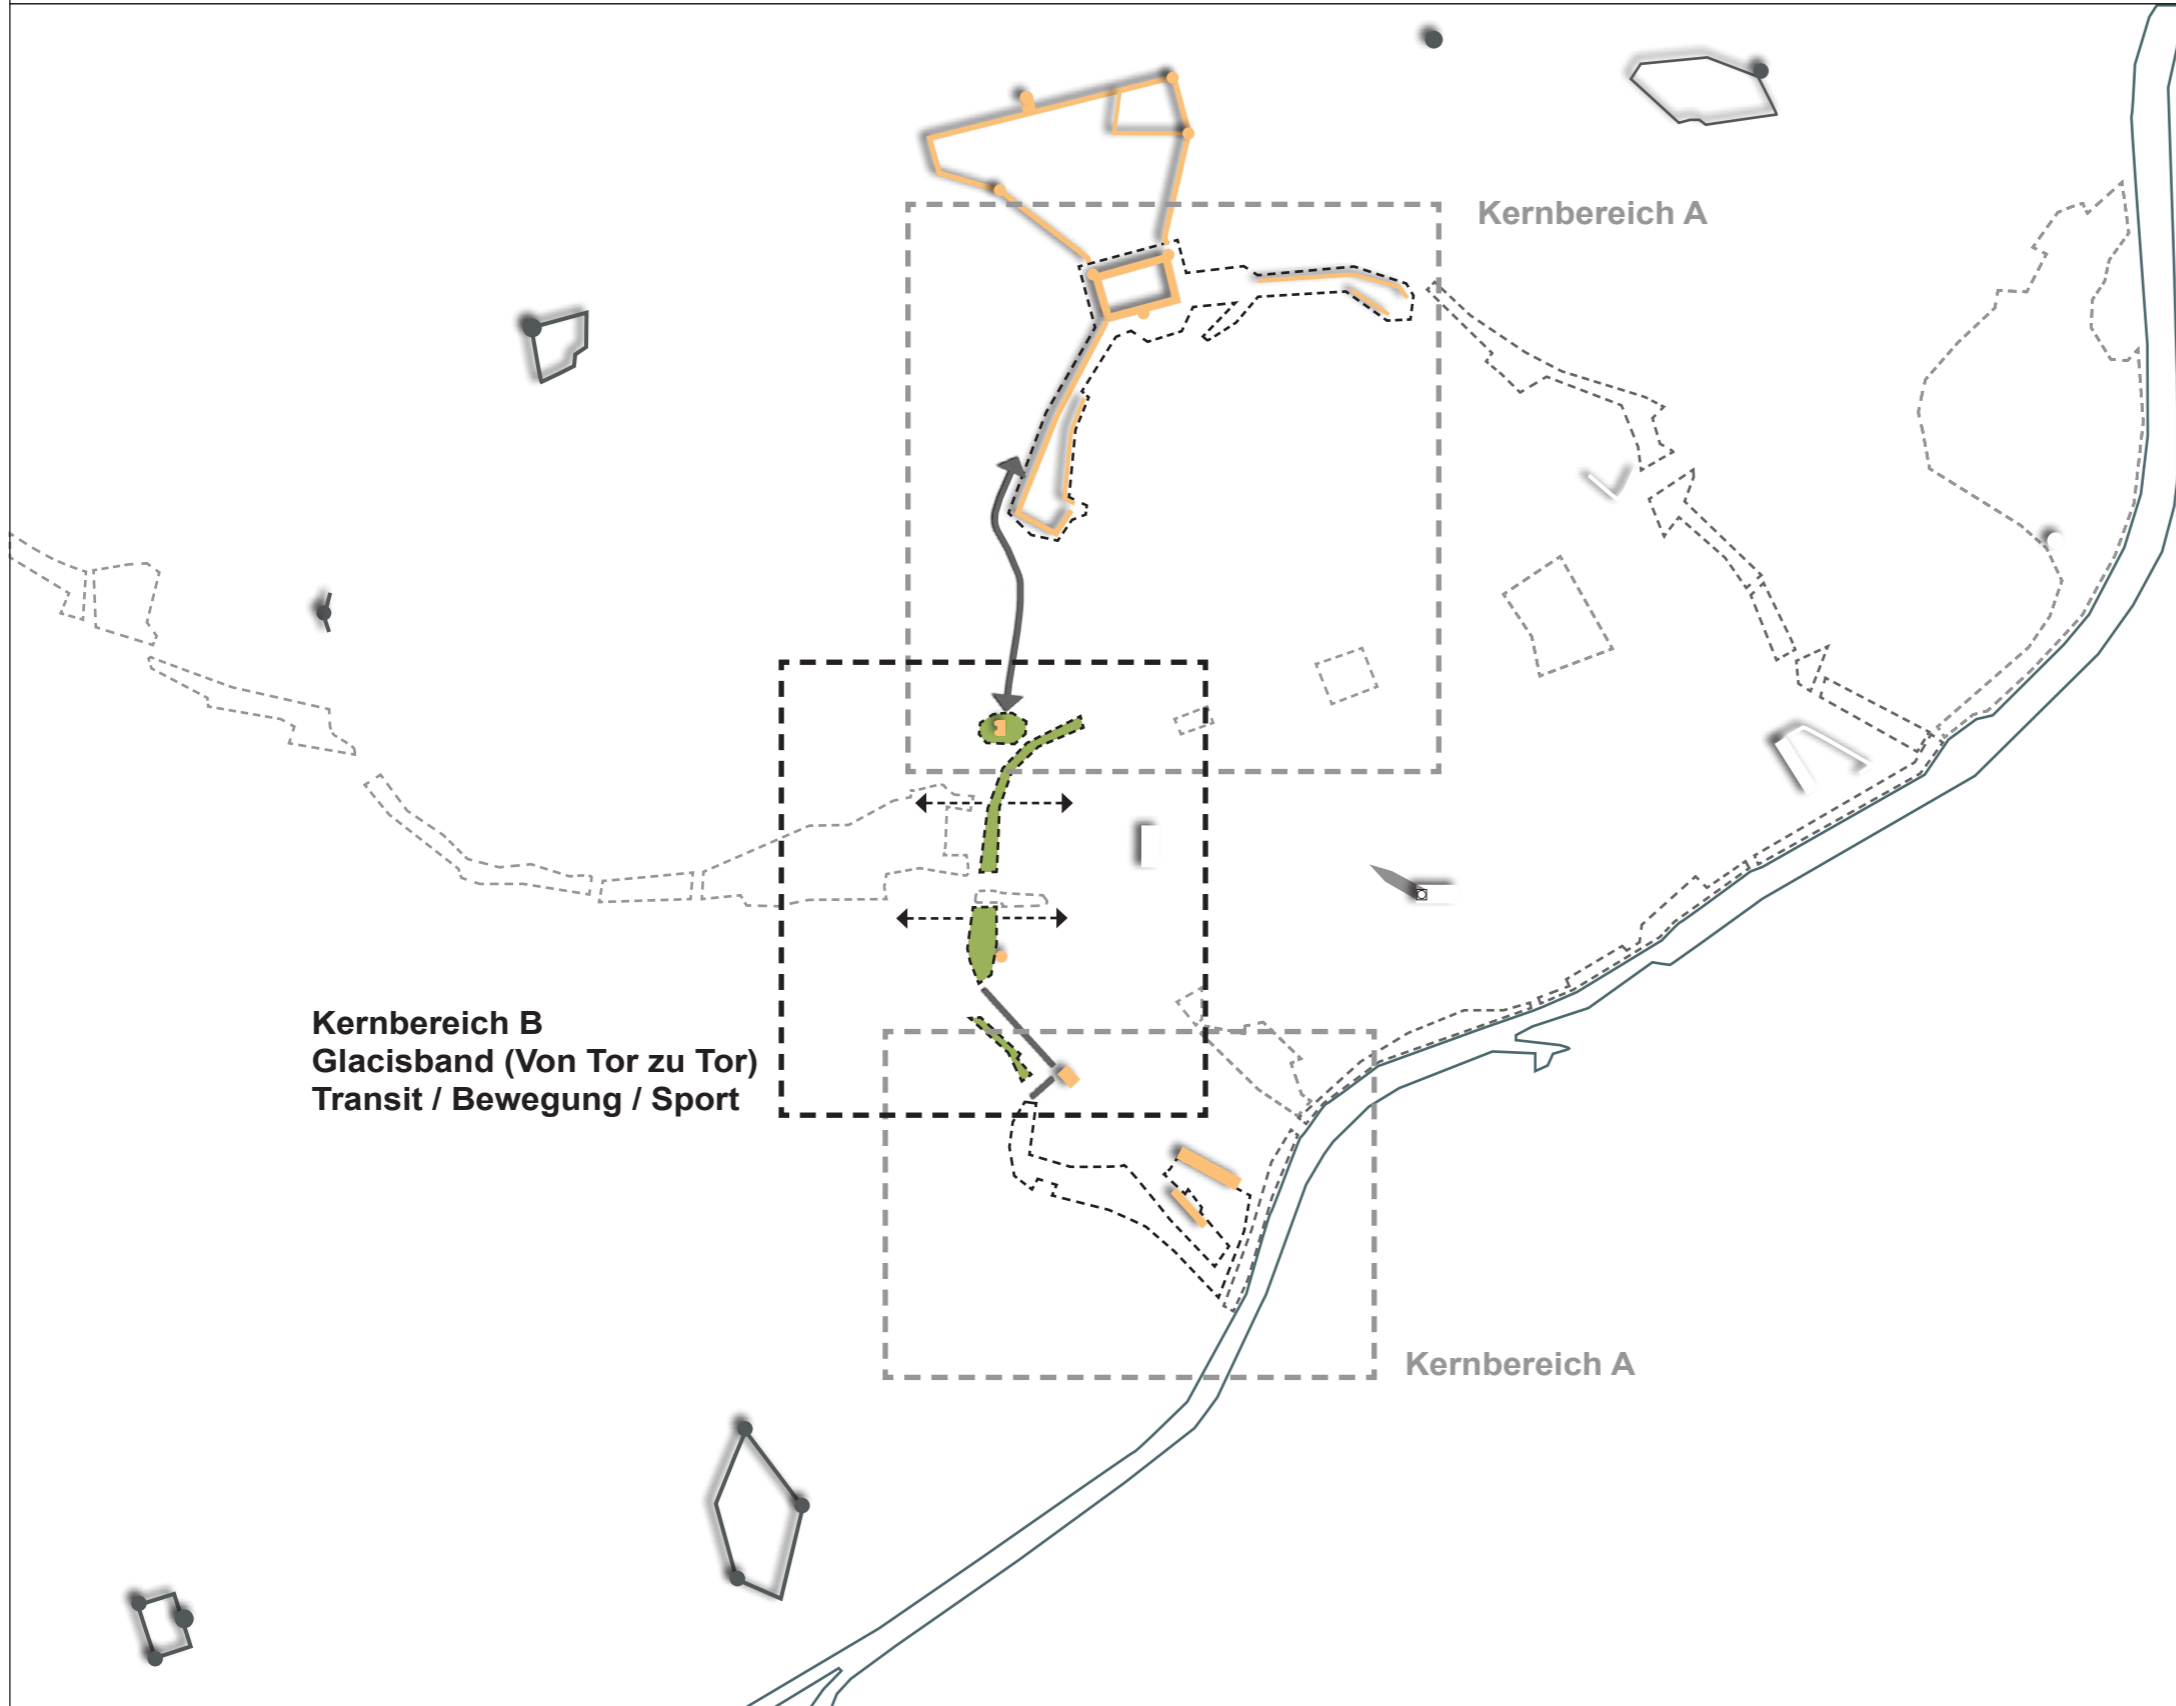 Kernbereich A
Kernbereich B
Glacisband (Von Tor zu Tor)
Transit / Bewegung / Sport
Kernbereich A